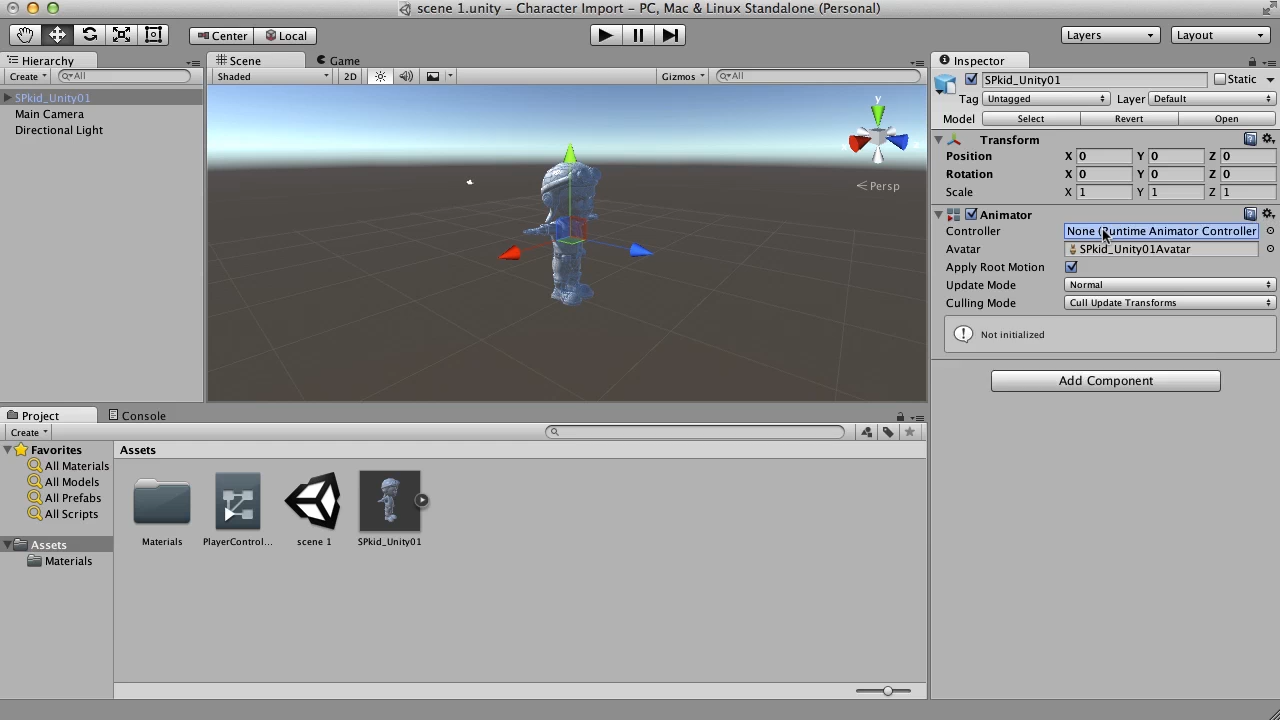 scene 1.unity – Character Import – PC, Mac & Linux Standalone (Personal)
Center Local Layers Layout
Hierarchy
Create All
SPkid_Unity01
Main Camera
Directional Light
Scene Game
Shaded 2D Gizmos All
y
Persp
Inspector
SPkid_Unity01 Static
Tag Untagged Layer Default
Model Select Revert Open
Transform
Position X 0 Y 0 Z 0
Rotation X 0 Y 0 Z 0
Scale X 1 Y 1 Z 1
Animator
Controller None (Runtime Animator Controller
Avatar SPkid_Unity01Avatar
Apply Root Motion
Update Mode Normal
Culling Mode Cull Update Transforms
Not initialized
Add Component
Project Console
Create
Favorites
All Materials
All Models
All Prefabs
All Scripts
Assets
Materials
Assets
Materials PlayerControl... scene 1 SPkid_Unity01